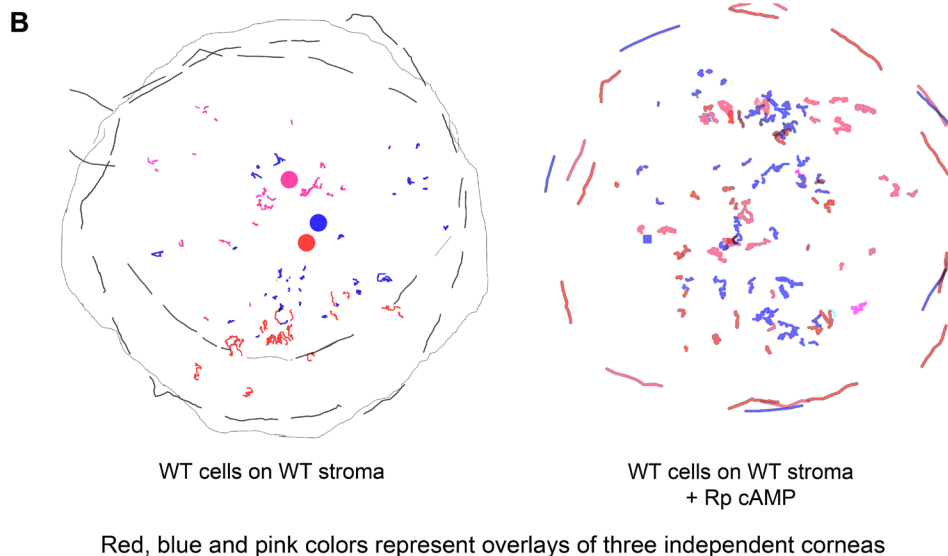 B
WT cells on WT stroma
WT cells on WT stroma
+ Rp cAMP
Red, blue and pink colors represent overlays of three independent corneas